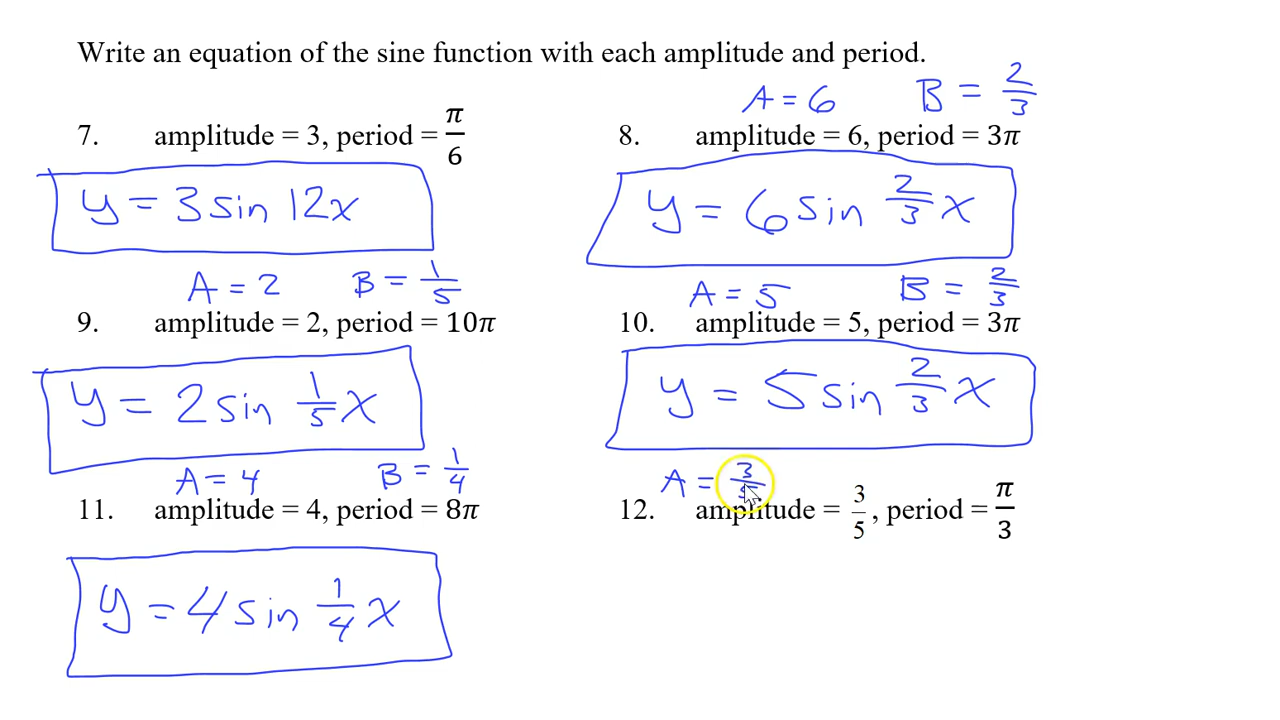 Write an equation of the sine function with each amplitude and period.
7. amplitude = 3, period = π/6
y = 3 sin 12x
A = 6 B = 2/3
8. amplitude = 6, period = 3π
y = 6 sin 2/3 x
A = 2 B = 1/5
9. amplitude = 2, period = 10π
y = 2 sin 1/5 x
A = 5 B = 2/3
10. amplitude = 5, period = 3π
y = 5 sin 2/3 x
A = 4 B = 1/4
11. amplitude = 4, period = 8π
y = 4 sin 1/4 x
A = 3/5
12. amplitude = 3/5, period = π/3